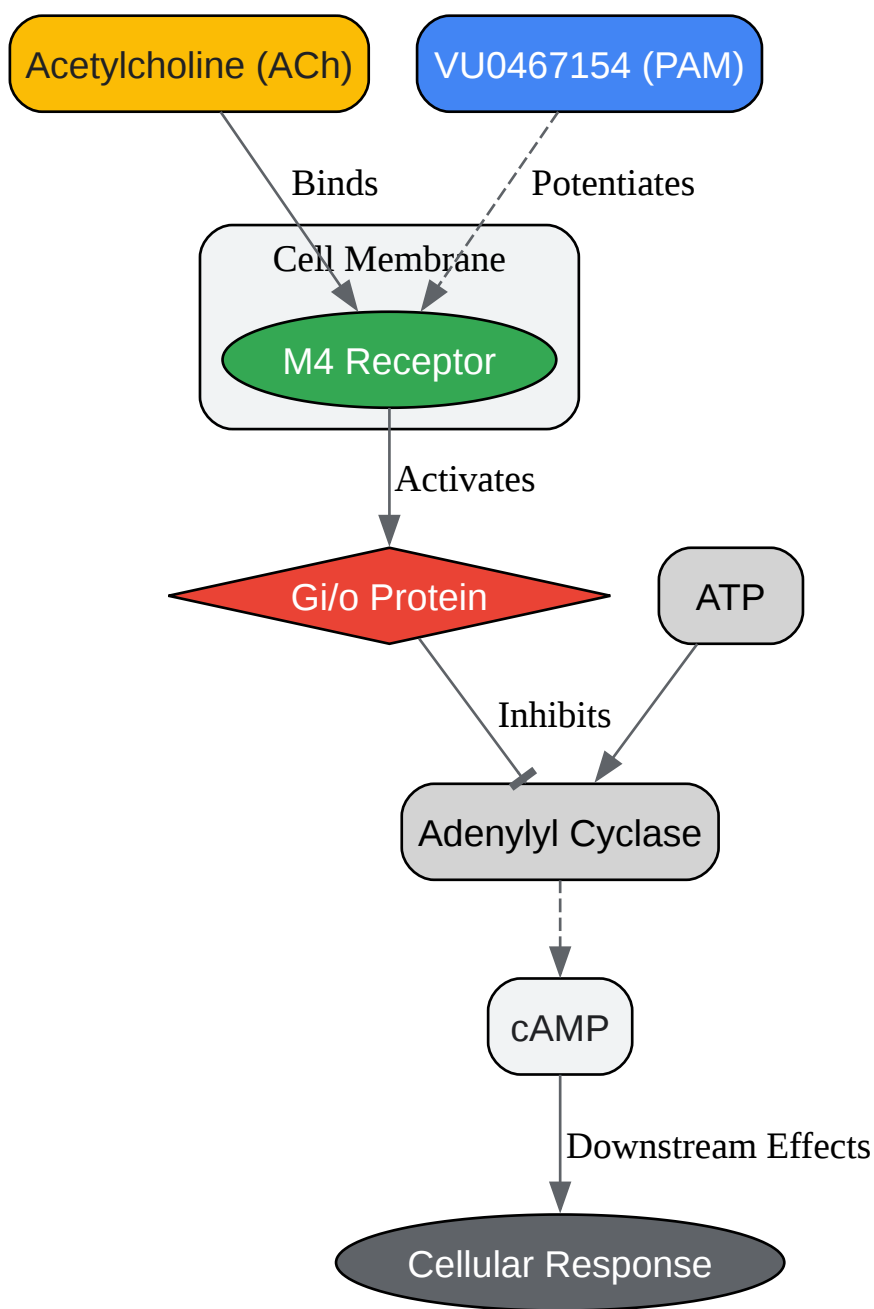 Acetylcholine (ACh)
VU0467154 (PAM)
Binds
Potentiates
Cell Membrane
M4 Receptor
Activates
Gi/o Protein
ATP
Inhibits
Adenylyl Cyclase
cAMP
Downstream Effects
Cellular Response